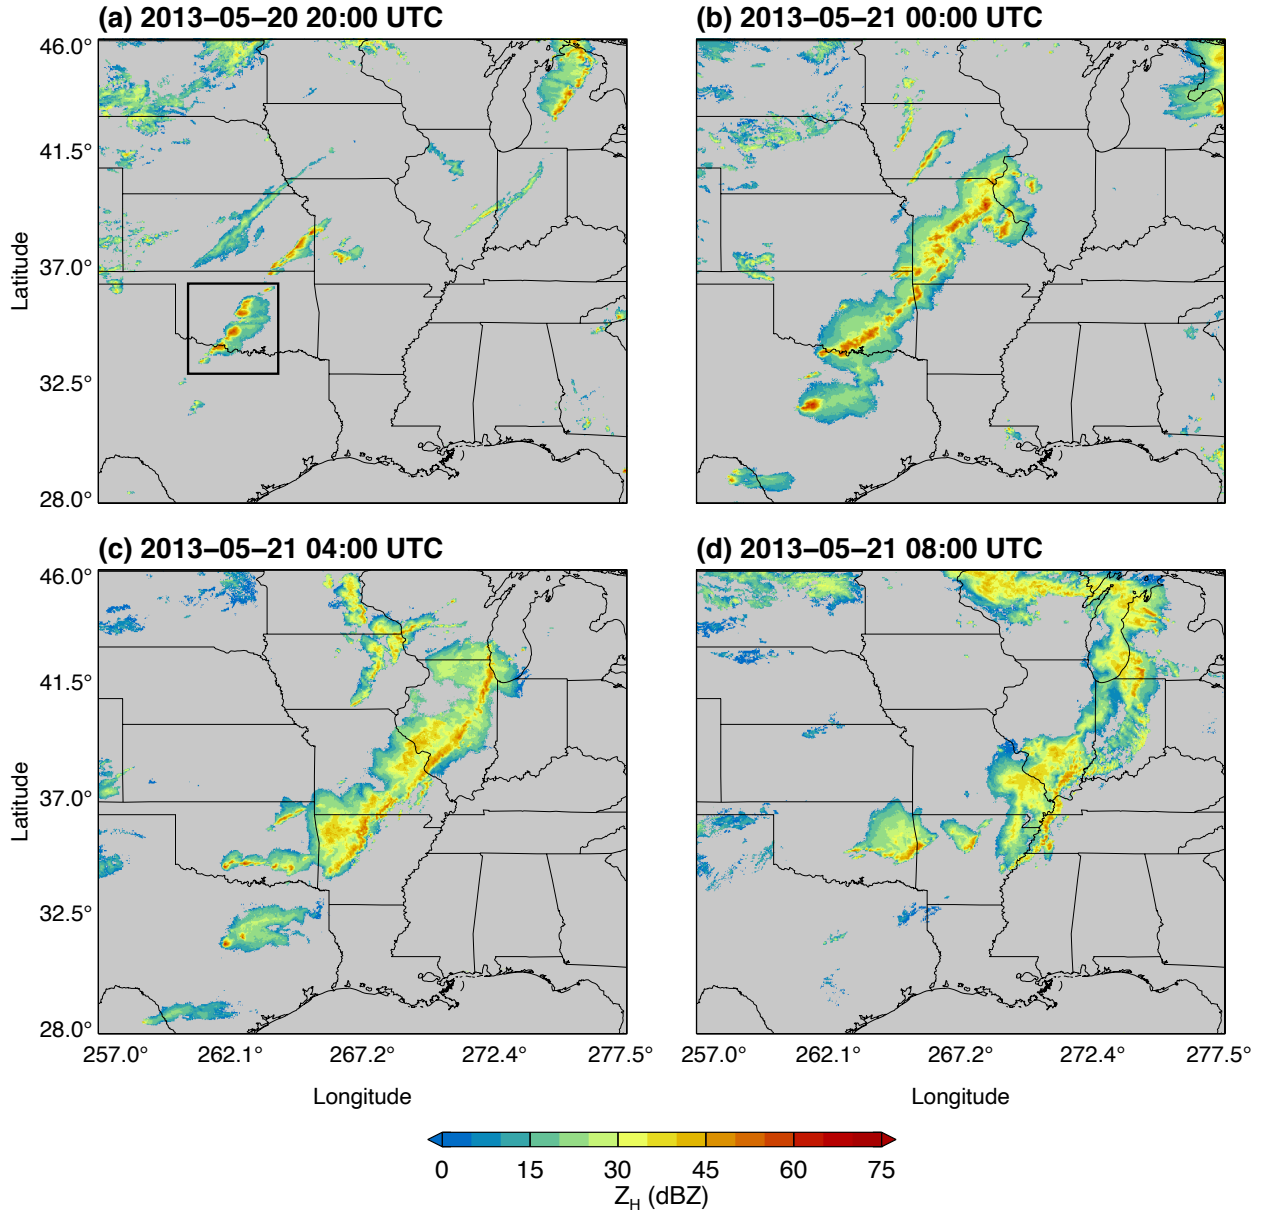 (a) 2013−05−20 20:00 UTC
(b) 2013−05−21 00:00 UTC
46.0°
41.5°
37.0°
32.5°
28.0°
Latitude
(c) 2013−05−21 04:00 UTC
(d) 2013−05−21 08:00 UTC
46.0°
41.5°
37.0°
32.5°
28.0°
Latitude
257.0° 262.1° 267.2° 272.4° 277.5°
257.0° 262.1° 267.2° 272.4° 277.5°
Longitude
Longitude
0 15 30 45 60 75
Z_H (dBZ)